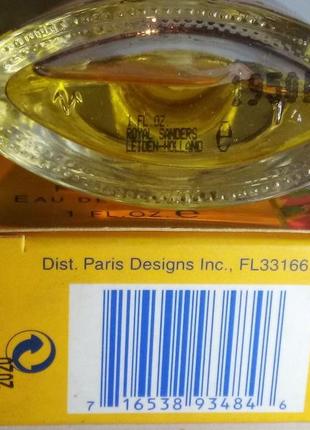 1 FL OZ
ROYAL SANDERS
LEIDEN-HOLLAND e
EAU DE
1 FL.OZ. e
Dist. Paris Designs Inc., FL33166
2020
7 16538 93484 6